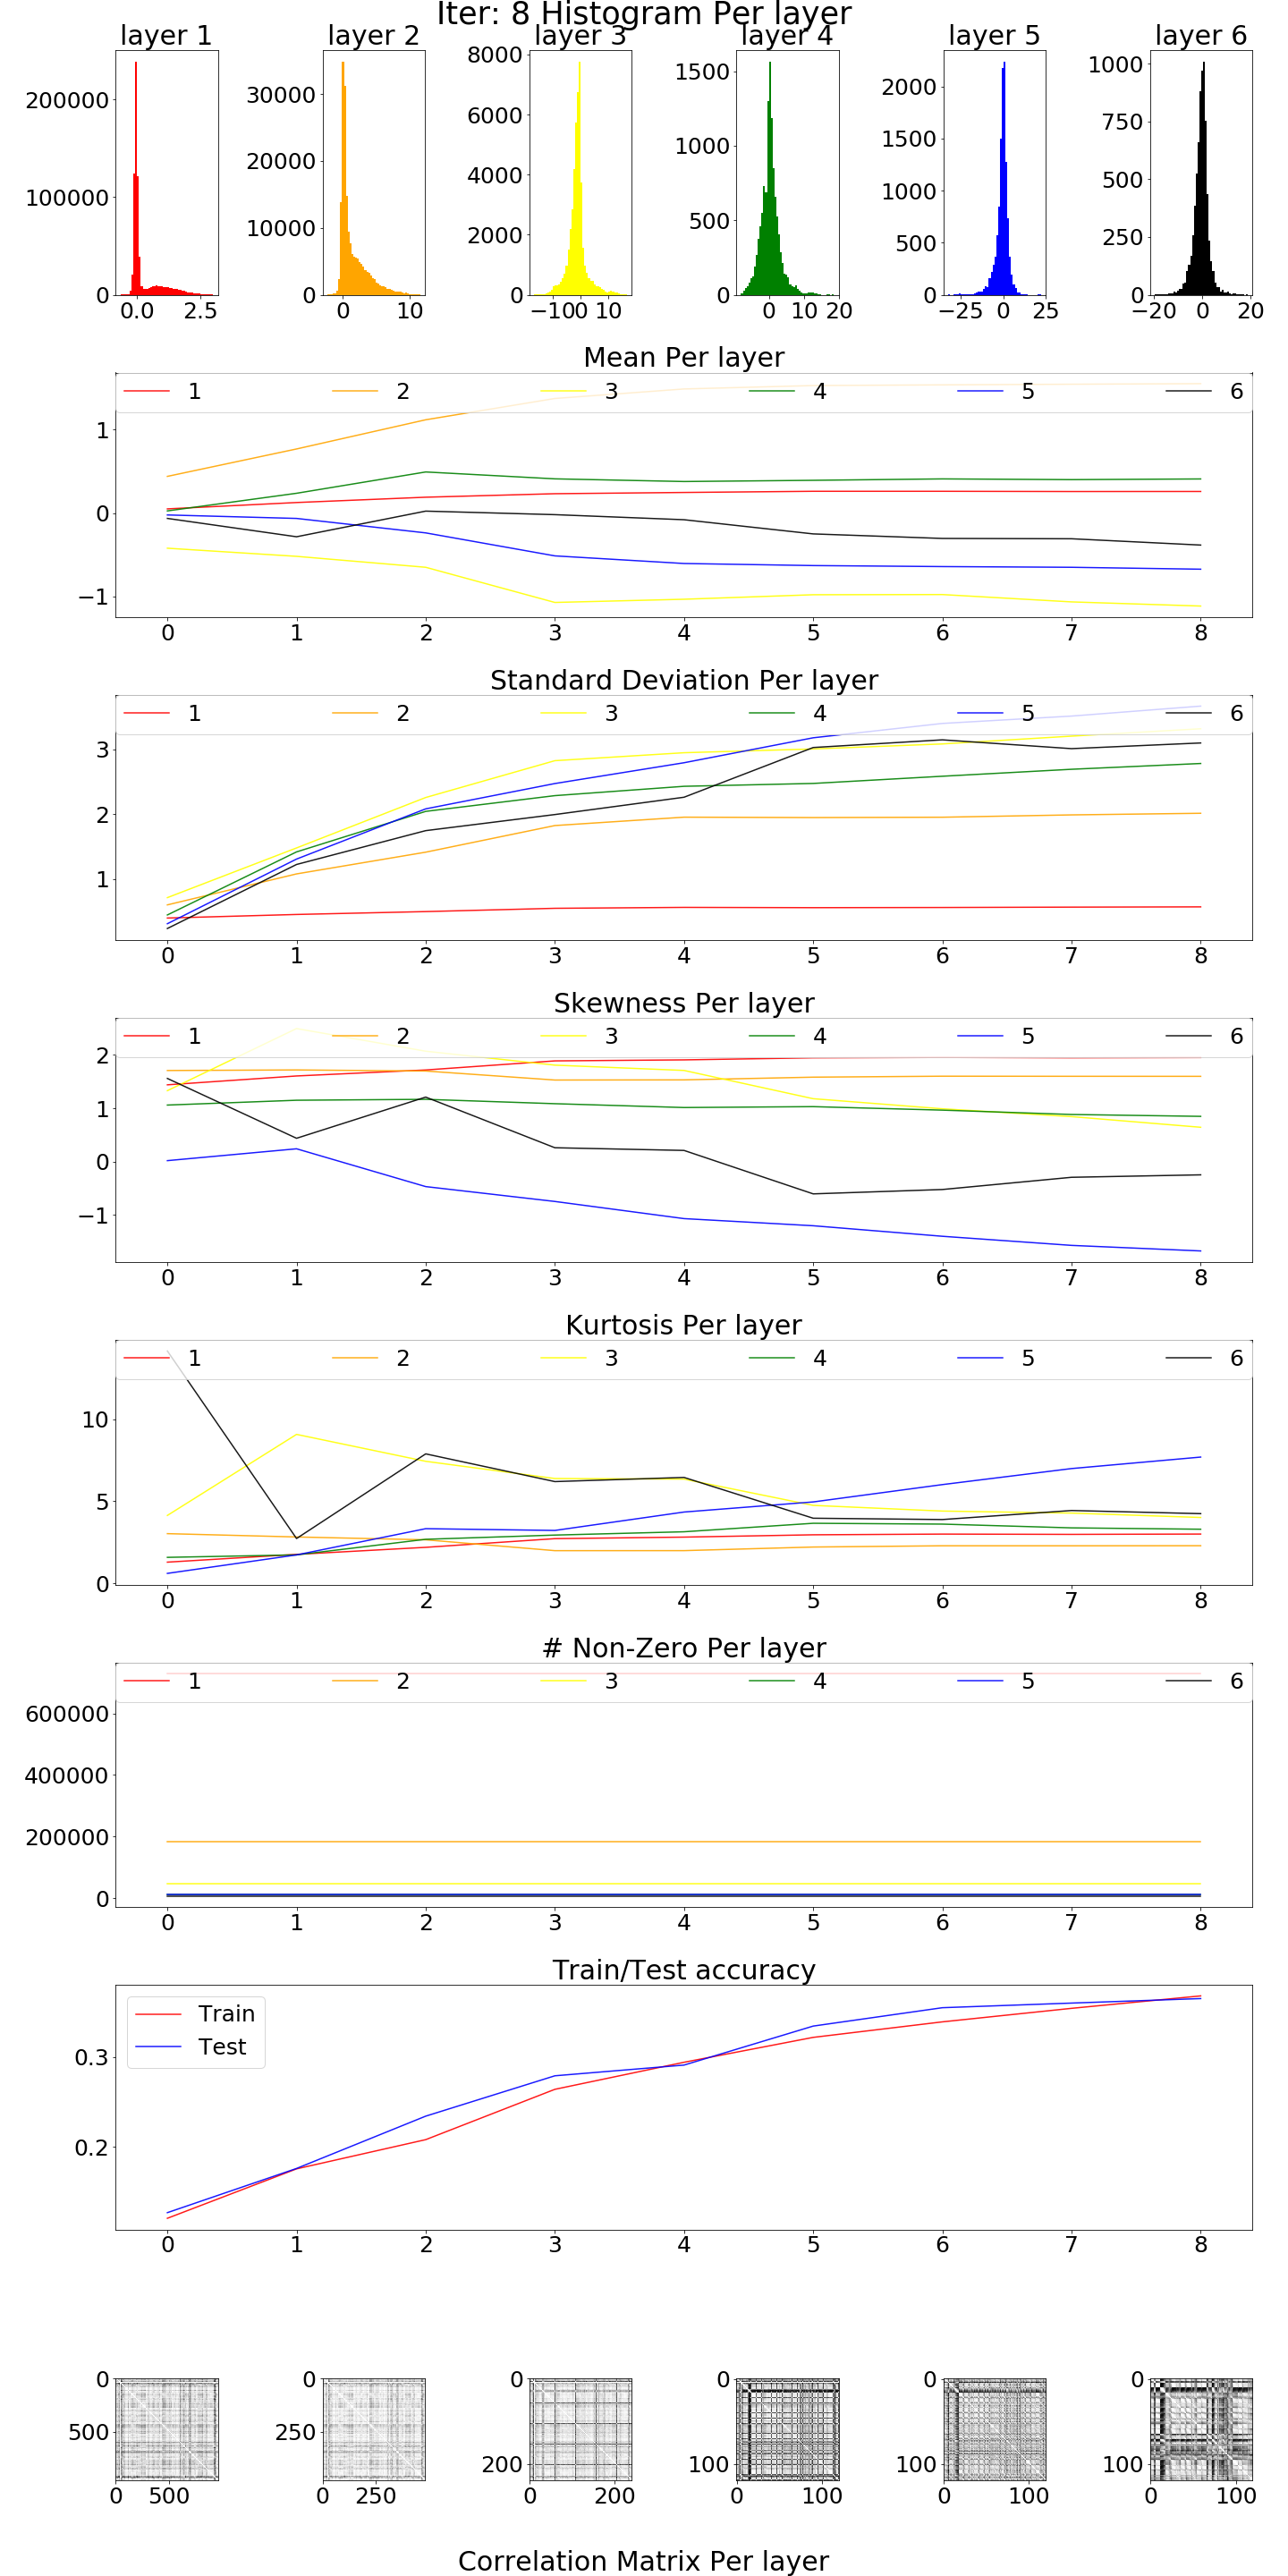 Iter: 8 Histogram Per layer
layer 1 layer 2 layer 3 layer 4 layer 5 layer 6
200000 100000 0 0.0 2.5
30000 20000 10000 0 0 10
8000 6000 4000 2000 0 −10 0 10
1500 1000 500 0 0 10 20
2000 1500 1000 500 0 −25 0 25
1000 750 500 250 0 −20 0 20
Mean Per layer
1 2 3 4 5 6
1
0
−1
0 1 2 3 4 5 6 7 8
Standard Deviation Per layer
1 2 3 4 5 6
3
2
1
0 1 2 3 4 5 6 7 8
Skewness Per layer
1 2 3 4 5 6
2
1
0
−1
0 1 2 3 4 5 6 7 8
Kurtosis Per layer
1 2 3 4 5 6
10
5
0
0 1 2 3 4 5 6 7 8
# Non-Zero Per layer
1 2 3 4 5 6
600000
400000
200000
0
0 1 2 3 4 5 6 7 8
Train/Test accuracy
Train
Test
0.3
0.2
0 1 2 3 4 5 6 7 8
0 500 0 500
0 250 0 250
0 200 0 200
0 100 0 100
0 100 0 100
0 100 0 100
Correlation Matrix Per layer